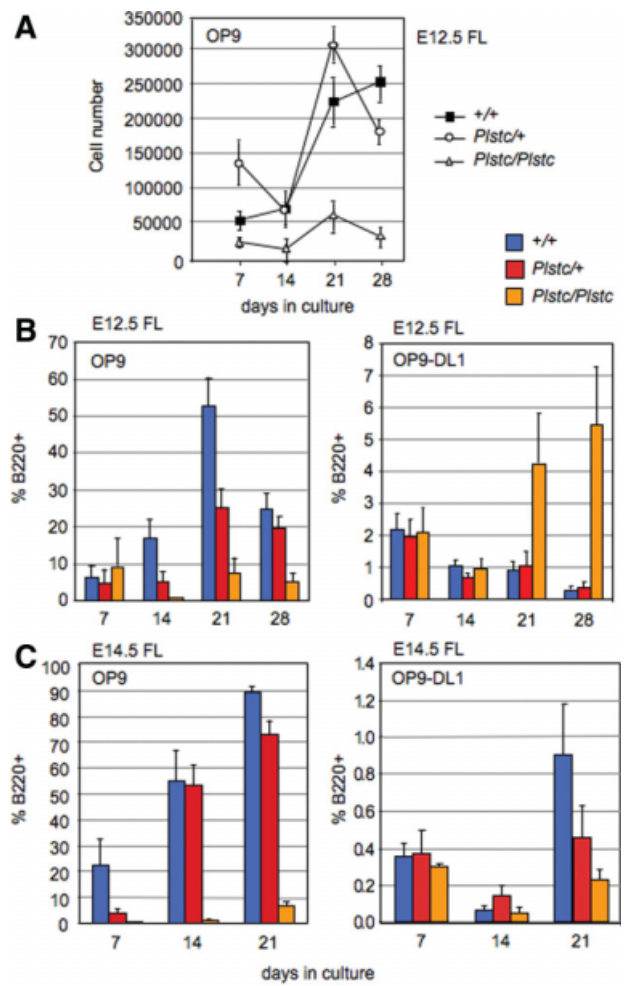 A
OP9
E12.5 FL
350000
300000
250000
200000
150000
100000
50000
0
Cell number
7 14 21 28
days in culture
+/+
Plstc/+
Plstc/Plstc
+/+
Plstc/+
Plstc/Plstc
B
E12.5 FL
OP9
70
60
50
40
30
20
10
0
% B220+
7 14 21 28
E12.5 FL
OP9-DL1
8
7
6
5
4
3
2
1
0
% B220+
7 14 21 28
C
E14.5 FL
OP9
100
90
80
70
60
50
40
30
20
10
0
% B220+
7 14 21
E14.5 FL
OP9-DL1
1.4
1.2
1.0
0.8
0.6
0.4
0.2
0.0
% B220+
7 14 21
days in culture